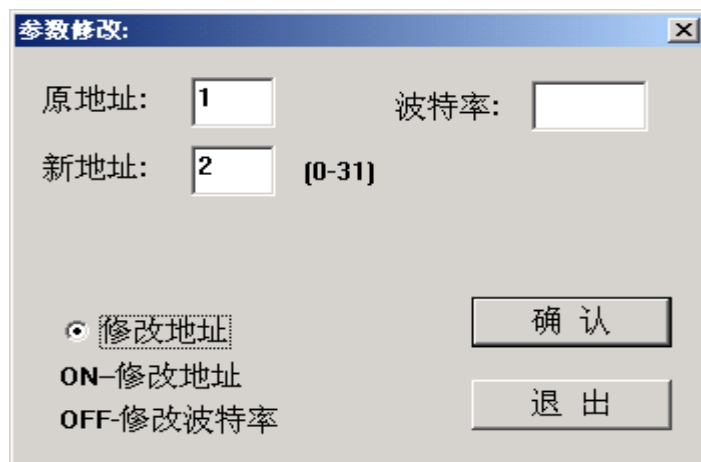 参数修改:
原地址: 1 波特率:
新地址: 2 (0-31)
修改地址
确 认
ON-修改地址
退 出
OFF-修改波特率